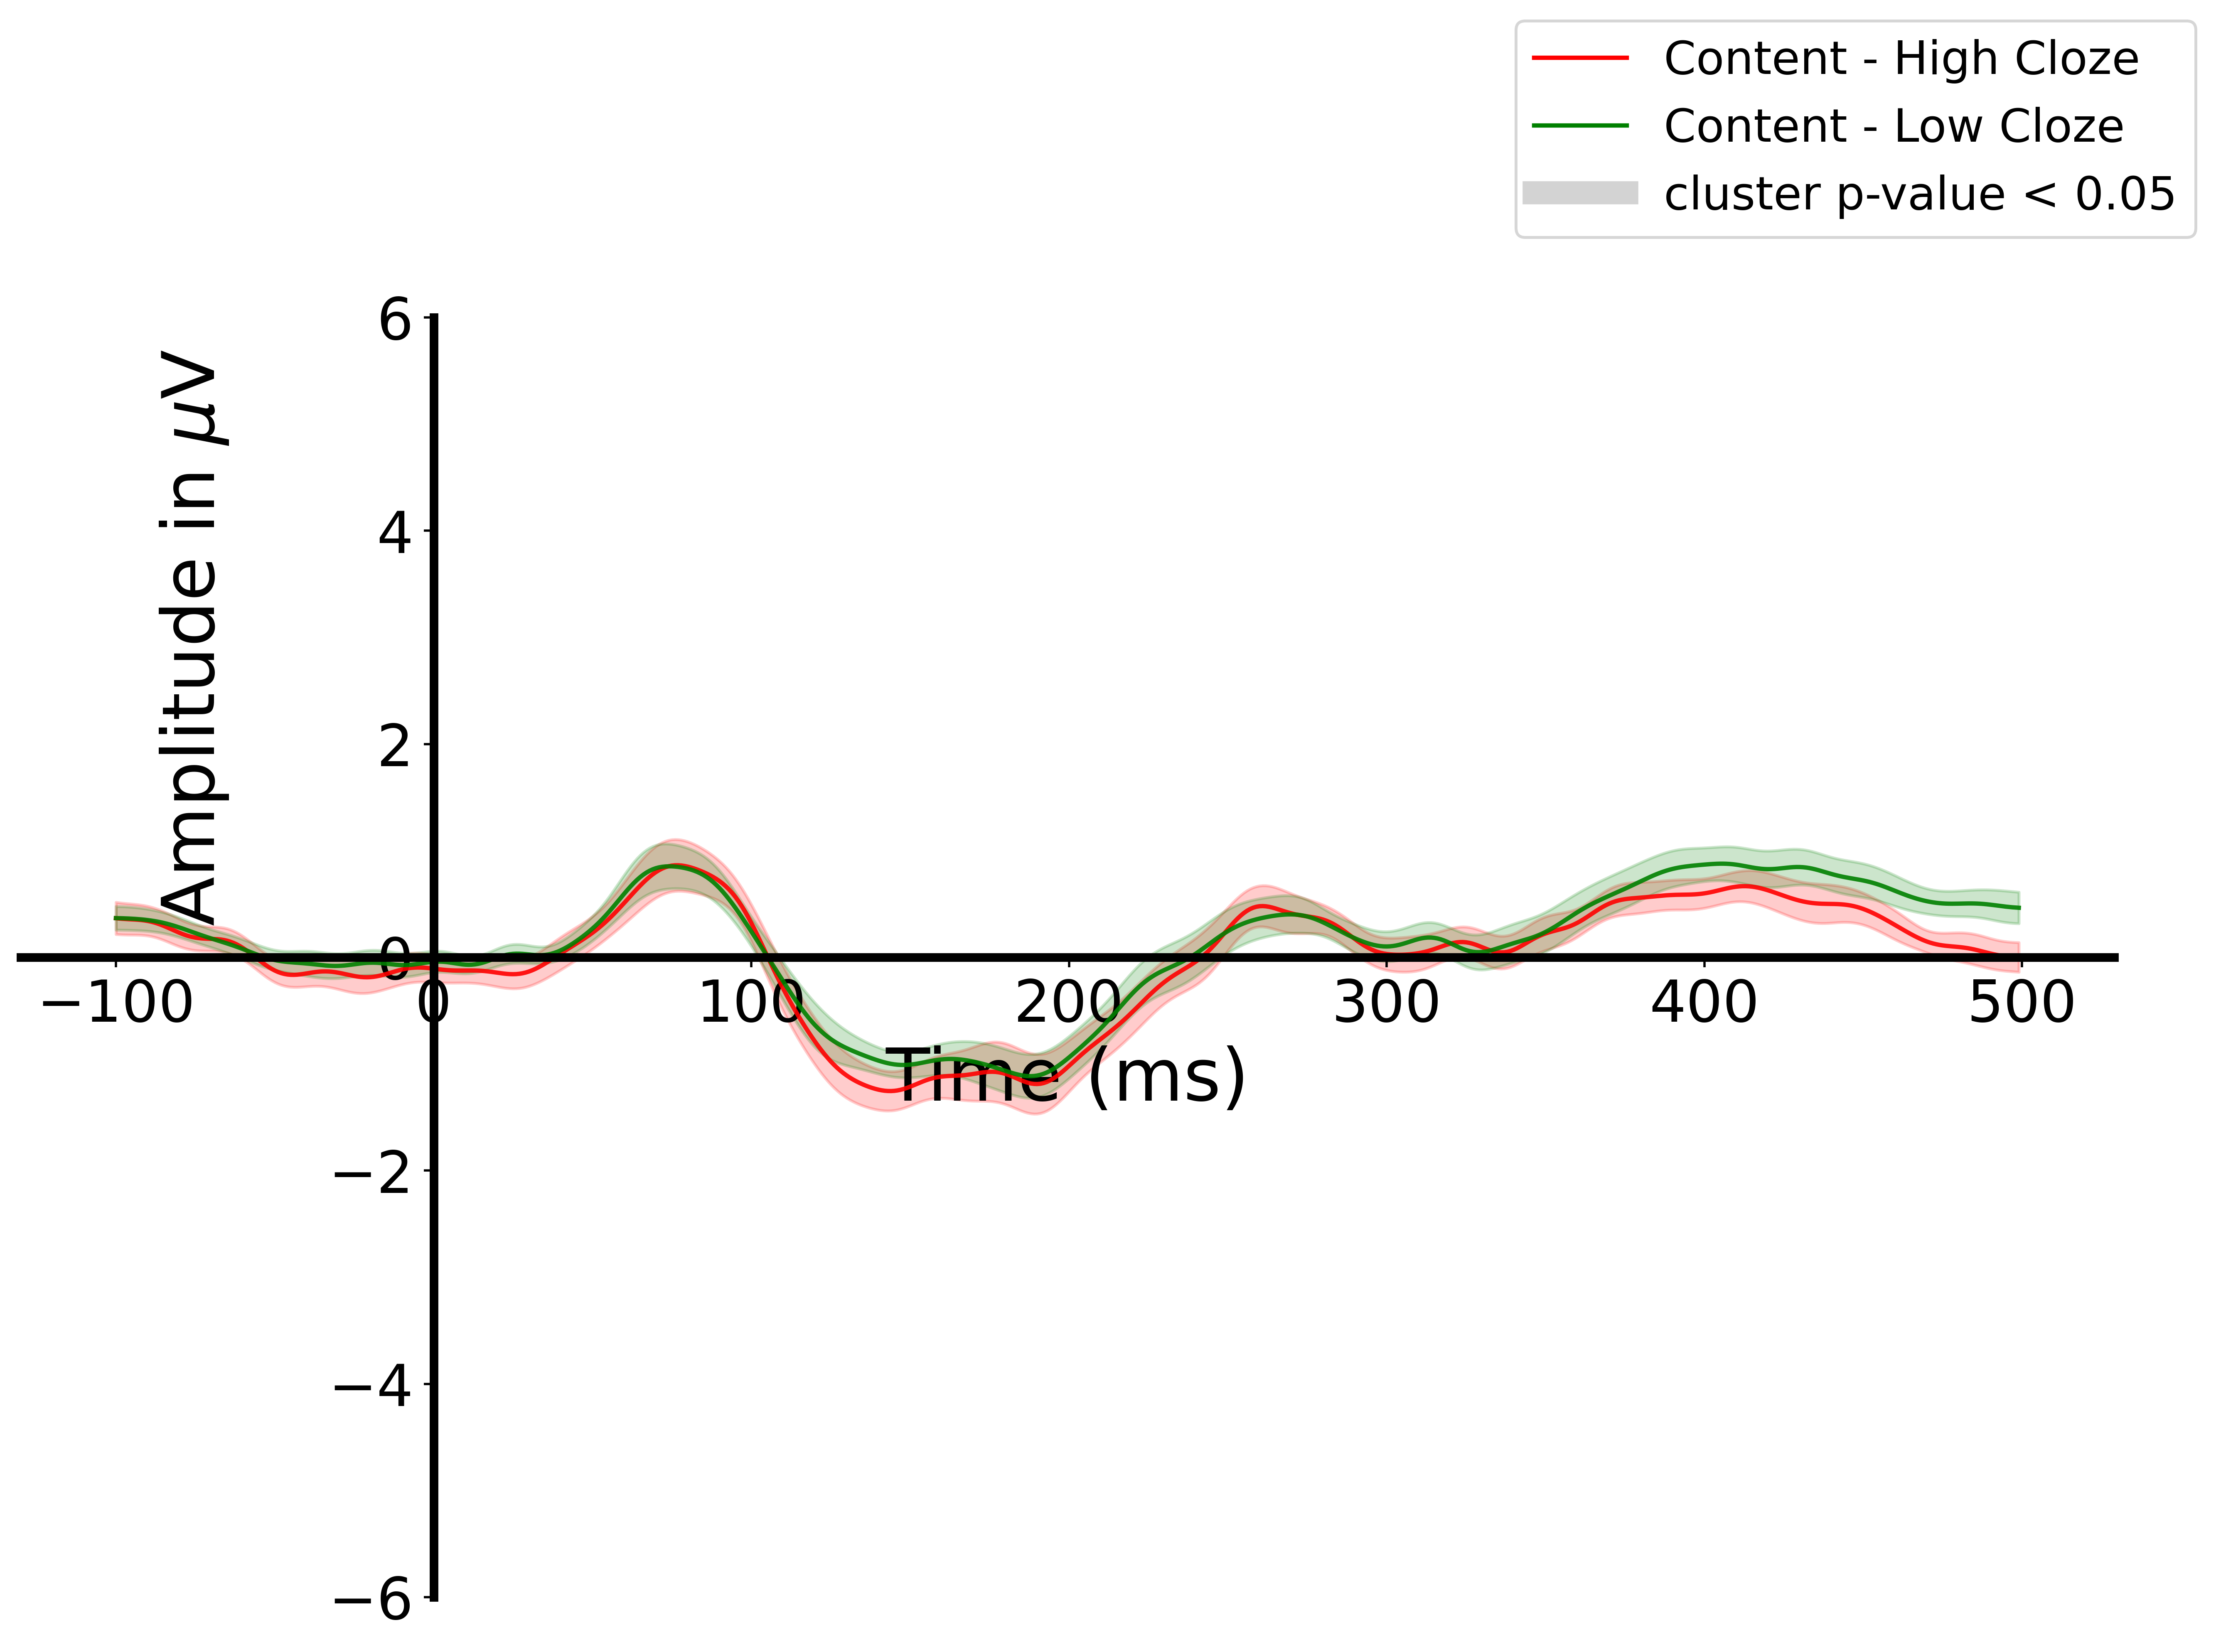 Content - High Cloze
Content - Low Cloze
cluster p-value < 0.05
Amplitude in μV
6
4
2
0
−2
−4
−6
−100 0 100 200 300 400 500
Time (ms)